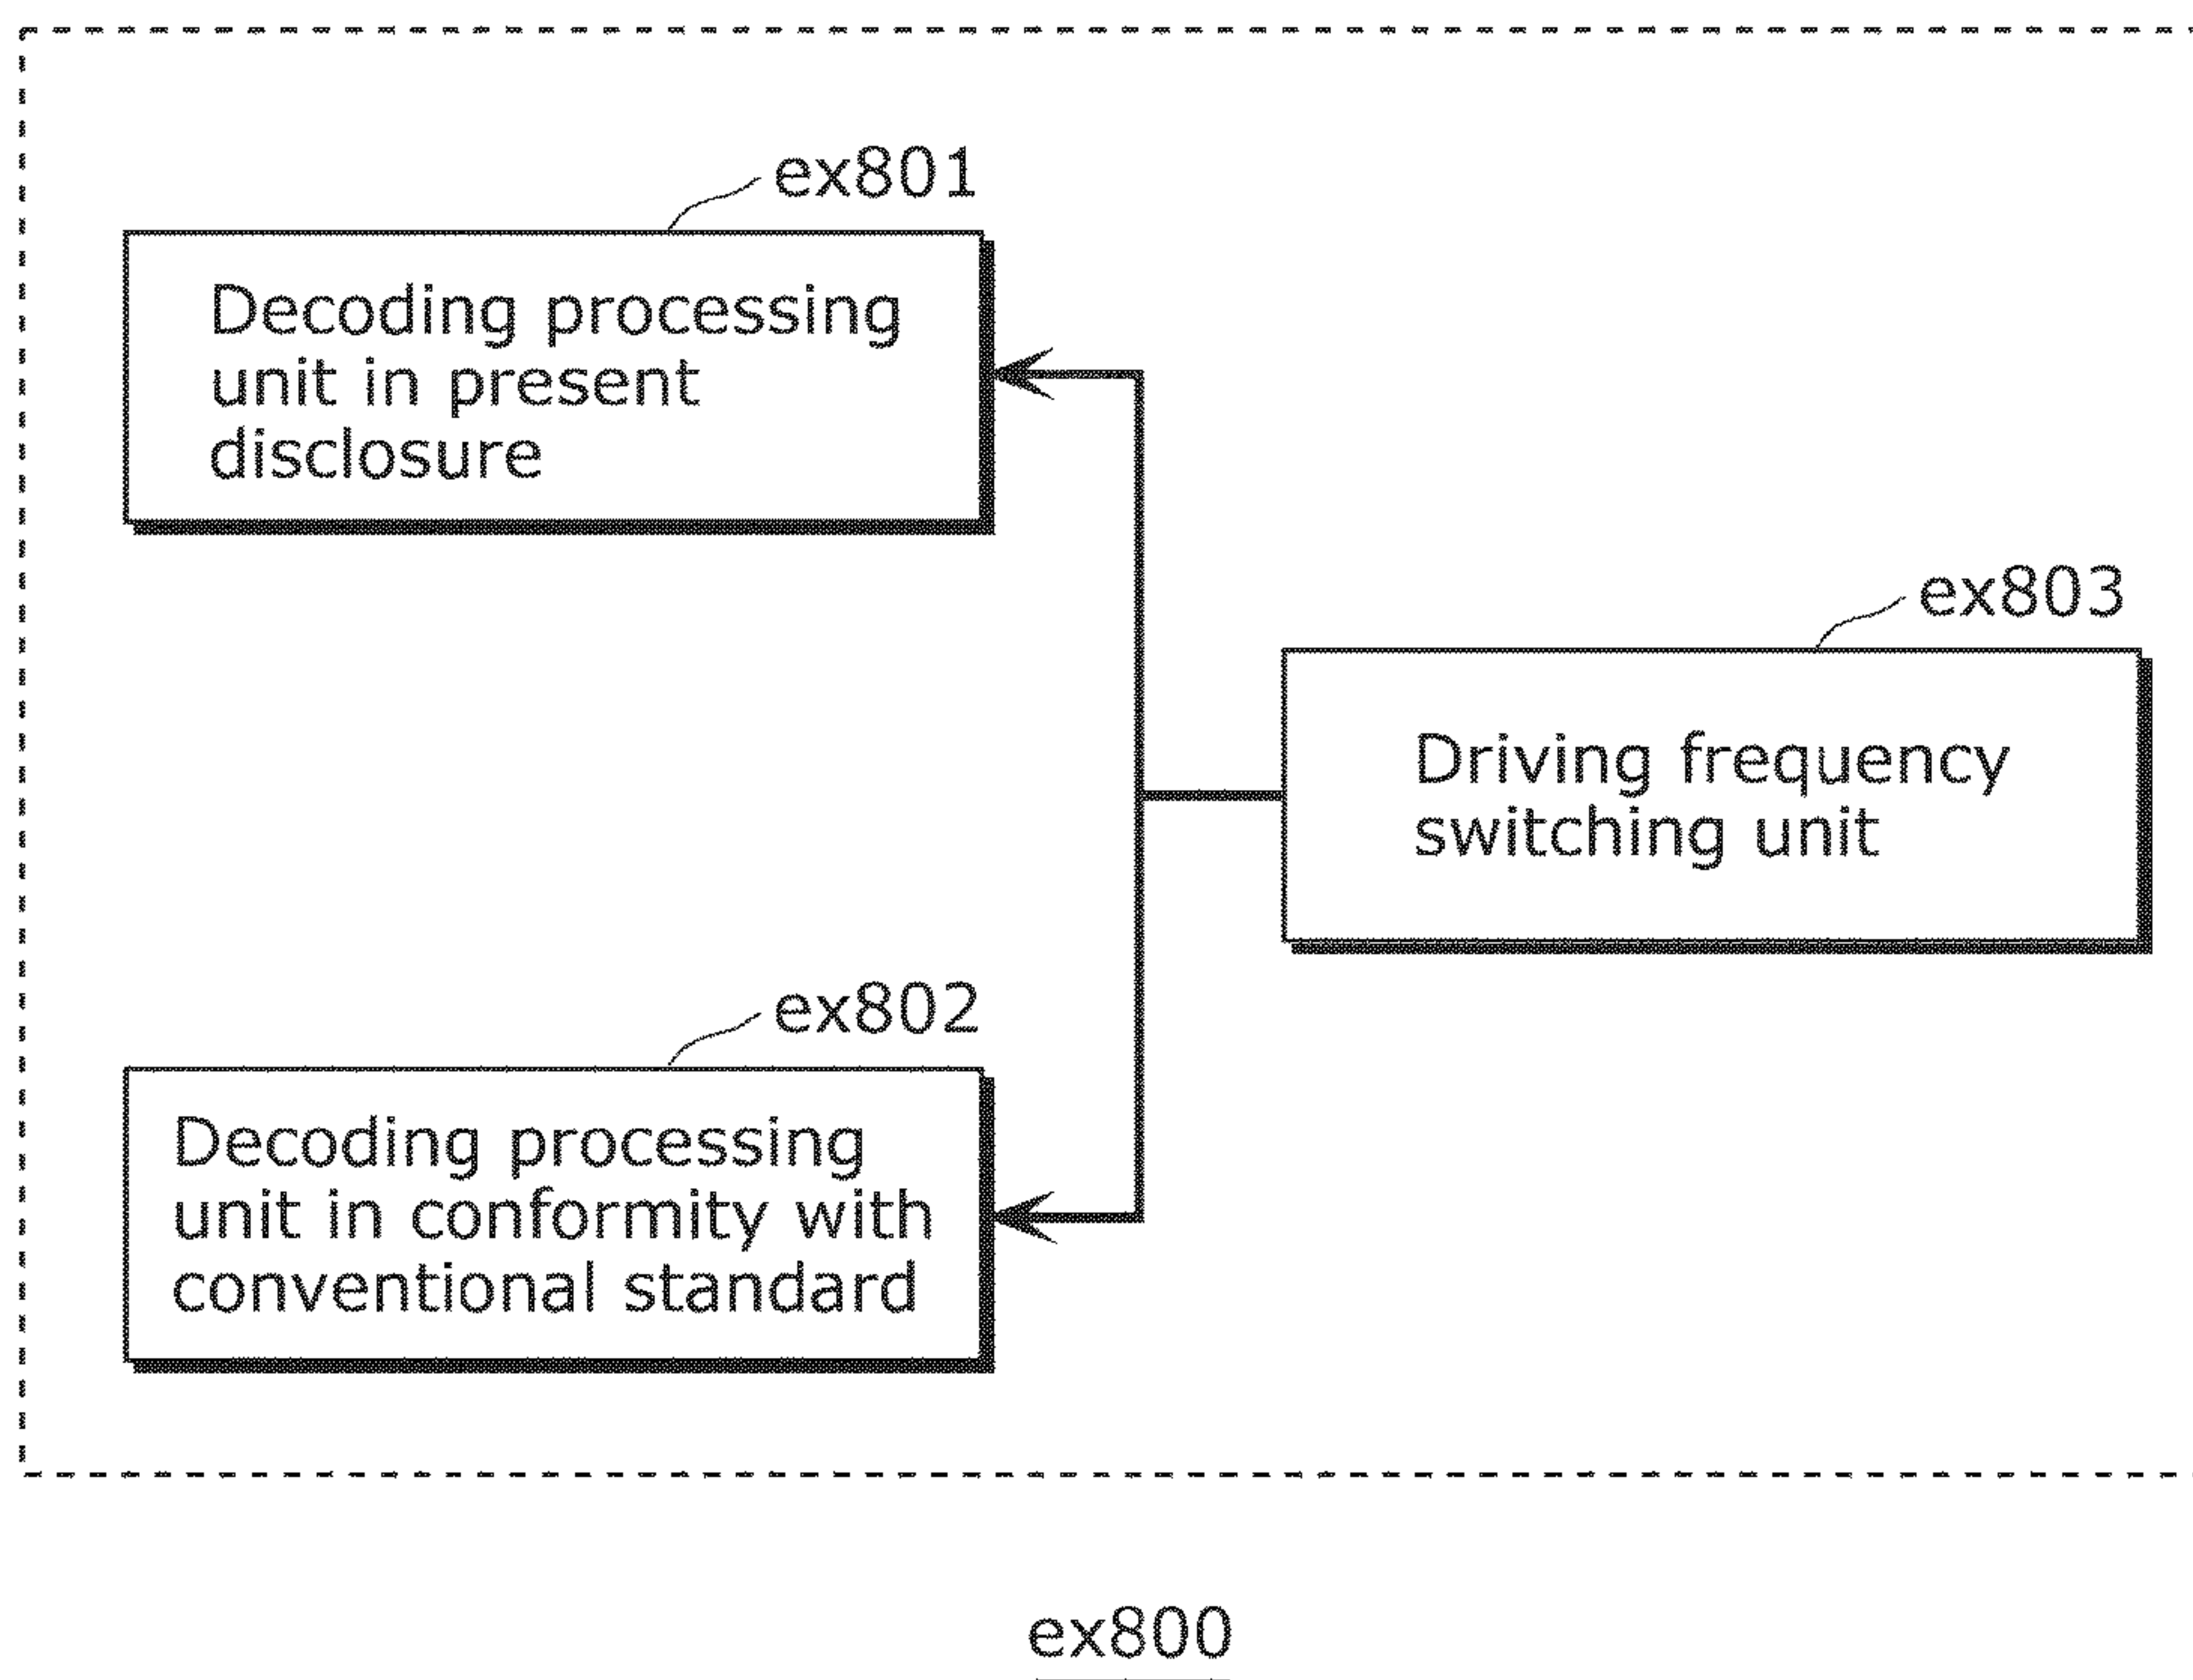 ex801
Decoding processing
unit in present
disclosure
ex803
Driving frequency
switching unit
ex802
Decoding processing
unit in conformity with
conventional standard
ex800